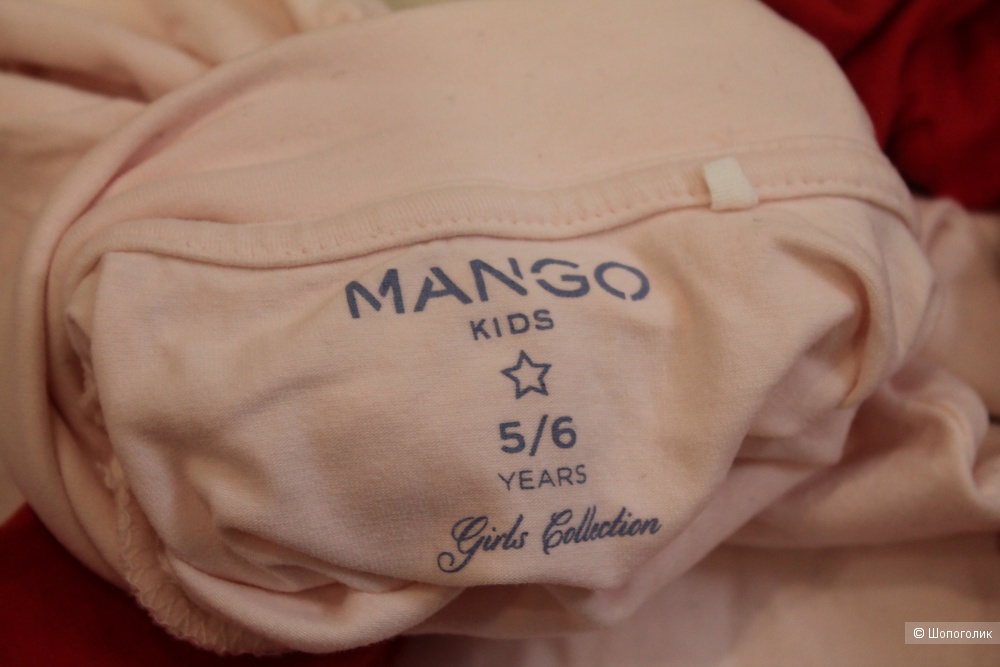 MANGO
KIDS
5/6
YEARS
Girls Collection
© Шопоголик